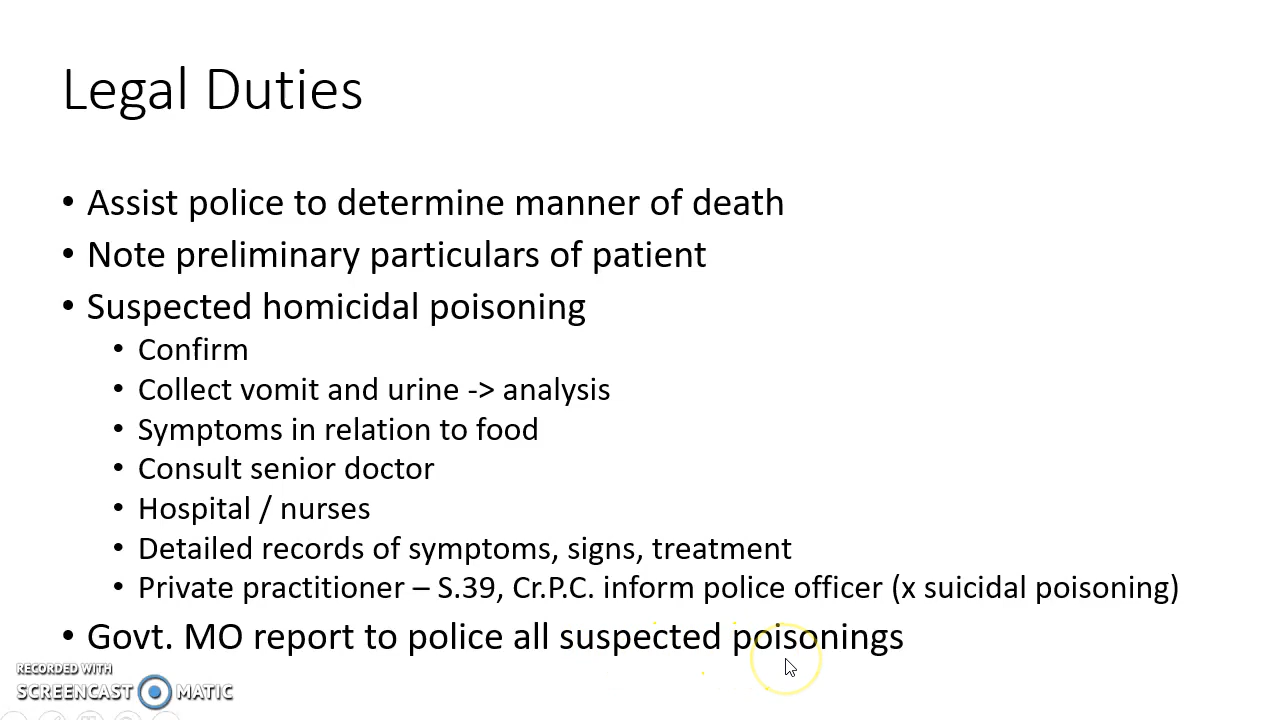 Legal Duties
• Assist police to determine manner of death
• Note preliminary particulars of patient
• Suspected homicidal poisoning
• Confirm
• Collect vomit and urine -> analysis
• Symptoms in relation to food
• Consult senior doctor
• Hospital / nurses
• Detailed records of symptoms, signs, treatment
• Private practitioner – S.39, Cr.P.C. inform police officer (x suicidal poisoning)
• Govt. MO report to police all suspected poisonings
RECORDED WITH
SCREENCAST MATIC